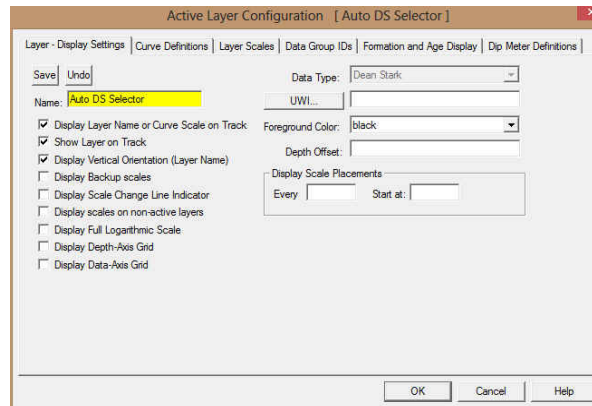 Active Layer Configuration [ Auto DS Selector ]
Layer - Display Settings Curve Definitions Layer Scales Data Group IDs Formation and Age Display Dip Meter Definitions
Save Undo
Name: Auto DS Selector
Display Layer Name or Curve Scale on Track
Show Layer on Track
Display Vertical Orientation (Layer Name)
Display Backup scales
Display Scale Change Line Indicator
Display scales on non-active layers
Display Full Logarithmic Scale
Display Depth-Axis Grid
Display Data-Axis Grid
Data Type: Dean Stark
UWI...
Foreground Color: black
Depth Offset:
Display Scale Placements
Every Start at:
OK Cancel Help